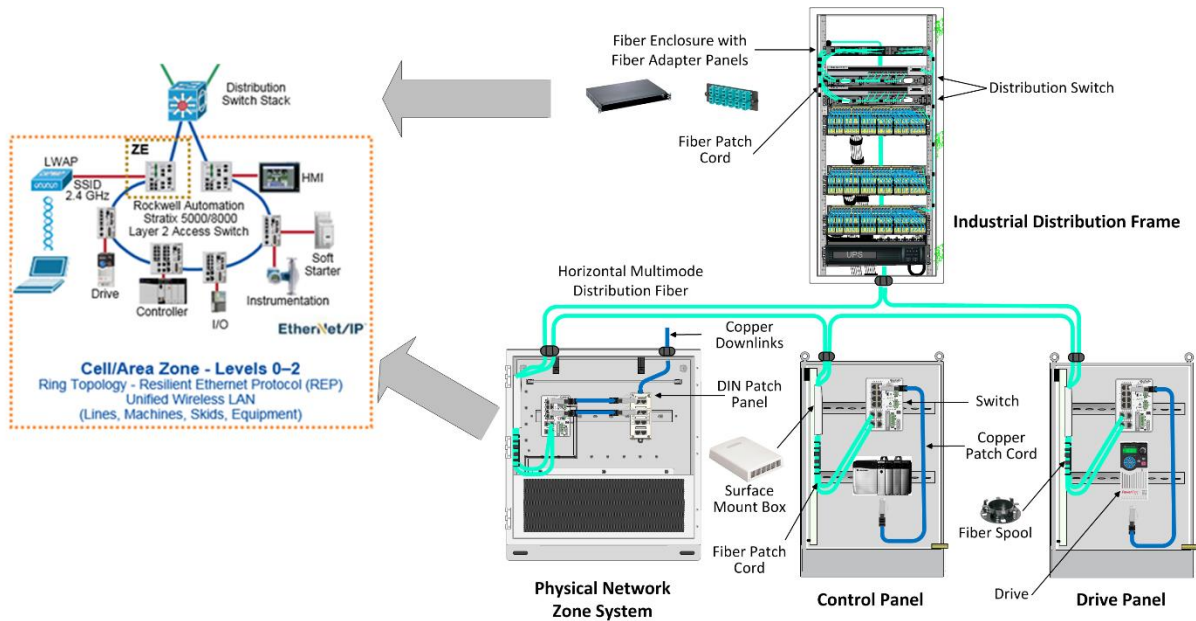 Distribution
Switch Stack
ZE
LWAP
SSID
2.4 GHz
HMI
Rockwell Automation
Stratix 5000/8000
Layer 2 Access Switch
Soft
Starter
Drive
Controller
I/O
Instrumentation
EtherNet/IP
Cell/Area Zone - Levels 0–2
Ring Topology - Resilient Ethernet Protocol (REP)
Unified Wireless LAN
(Lines, Machines, Skids, Equipment)
Fiber Enclosure with
Fiber Adapter Panels
Fiber Patch
Cord
Distribution Switch
UPS
Industrial Distribution Frame
Horizontal Multimode
Distribution Fiber
Copper
Downlinks
DIN Patch
Panel
Surface
Mount Box
Fiber Patch
Cord
Switch
Copper
Patch Cord
Fiber Spool
Drive
Physical Network
Zone System
Control Panel
Drive Panel